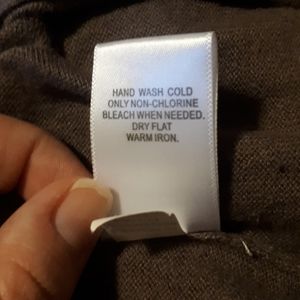 HAND WASH COLD
ONLY NON-CHLORINE
BLEACH WHEN NEEDED.
DRY FLAT
WARM IRON.